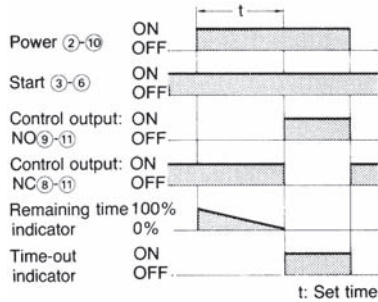 t
Power ②-⑩ ON
OFF
Start ③-⑥ ON
OFF
Control output: ON
NO⑨-⑪ OFF
Control output: ON
NC⑧-⑪ OFF
Remaining time 100%
indicator 0%
Time-out ON
indicator OFF
t: Set time